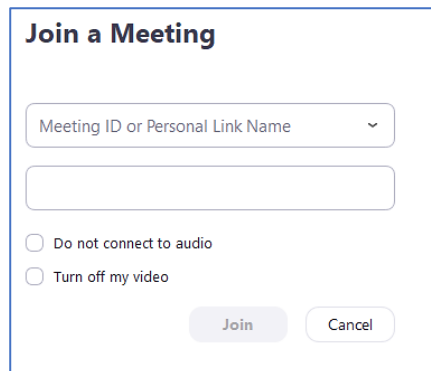 Join a Meeting
Meeting ID or Personal Link Name
Do not connect to audio
Turn off my video
Join Cancel